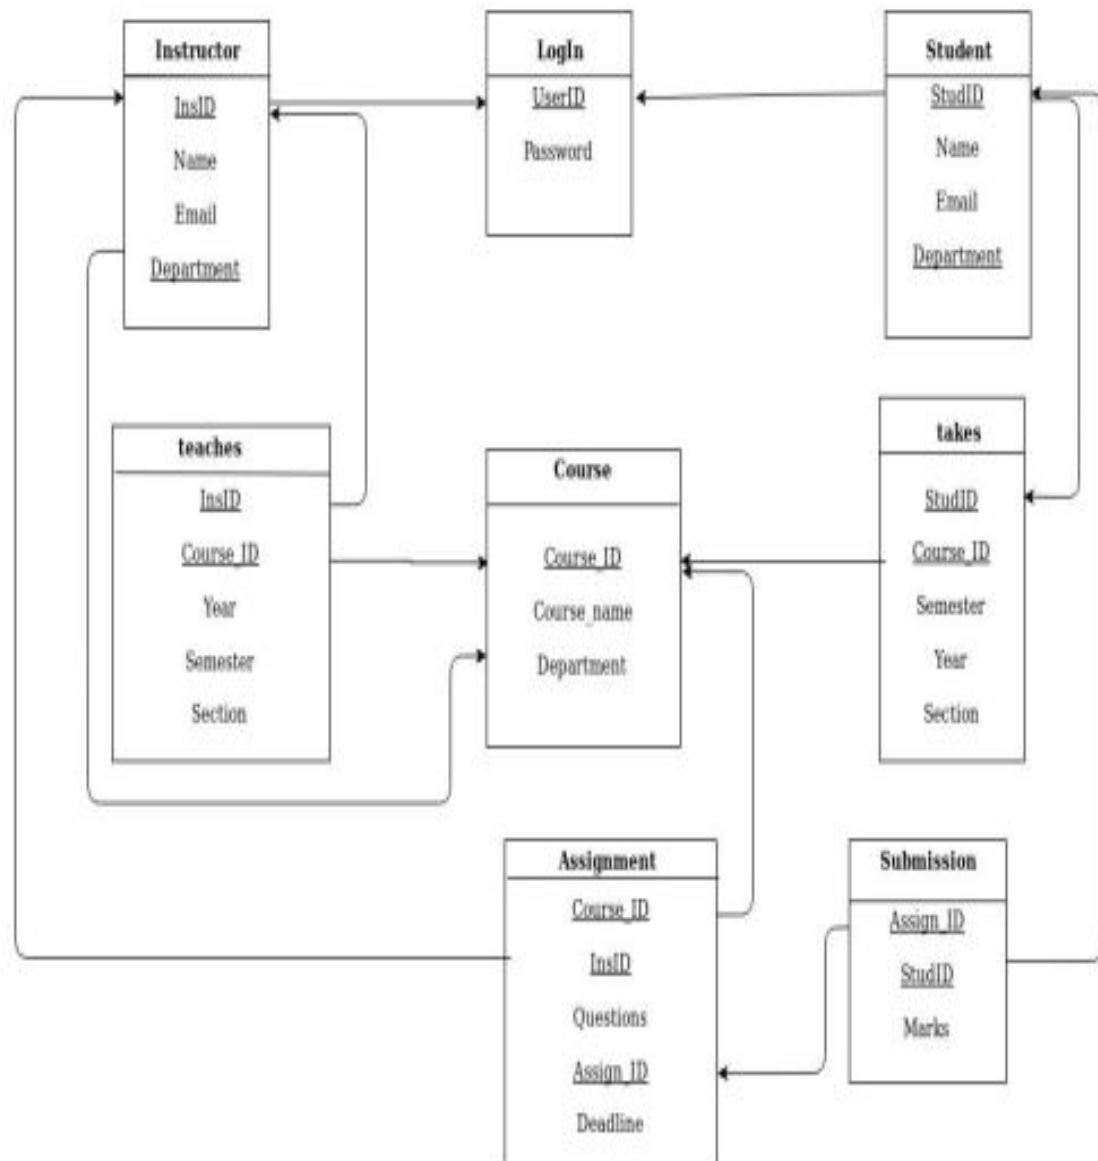 Instructor
InsID
Name
Email
Department
LogIn
UserID
Password
Student
StudID
Name
Email
Department
teaches
InsID
Course_ID
Year
Semester
Section
Course
Course_ID
Course_name
Department
takes
StudID
Course_ID
Semester
Year
Section
Assignment
Course_ID
InsID
Questions
Assign_ID
Deadline
Submission
Assign_ID
StudID
Marks